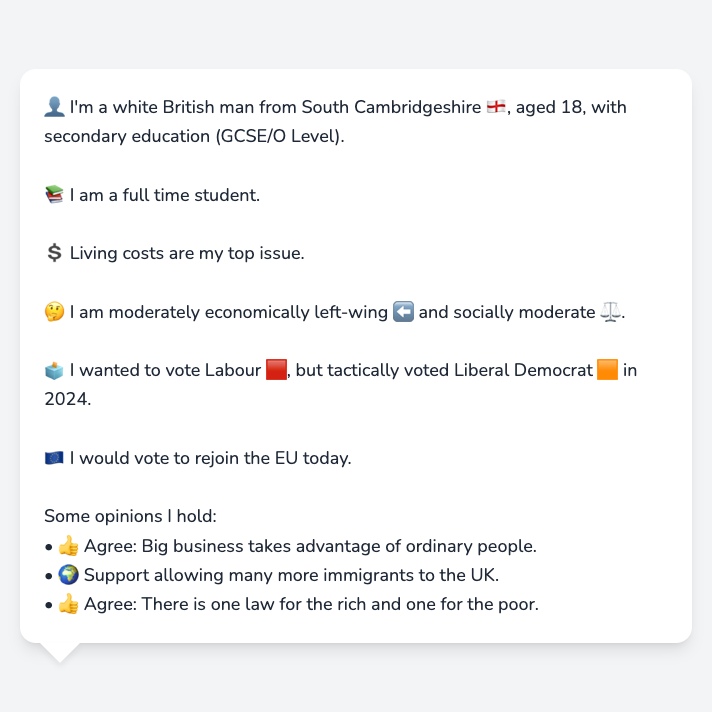 👤 I'm a white British man from South Cambridgeshire 🏴󠁧󠁢󠁥󠁮󠁧󠁿, aged 18, with
secondary education (GCSE/O Level).
📚 I am a full time student.
💲 Living costs are my top issue.
🤔 I am moderately economically left-wing ⬅️ and socially moderate ⚖️.
🗳️ I wanted to vote Labour 🟥, but tactically voted Liberal Democrat 🟧 in
2024.
🇪🇺 I would vote to rejoin the EU today.
Some opinions I hold:
• 👍 Agree: Big business takes advantage of ordinary people.
• 🌍 Support allowing many more immigrants to the UK.
• 👍 Agree: There is one law for the rich and one for the poor.